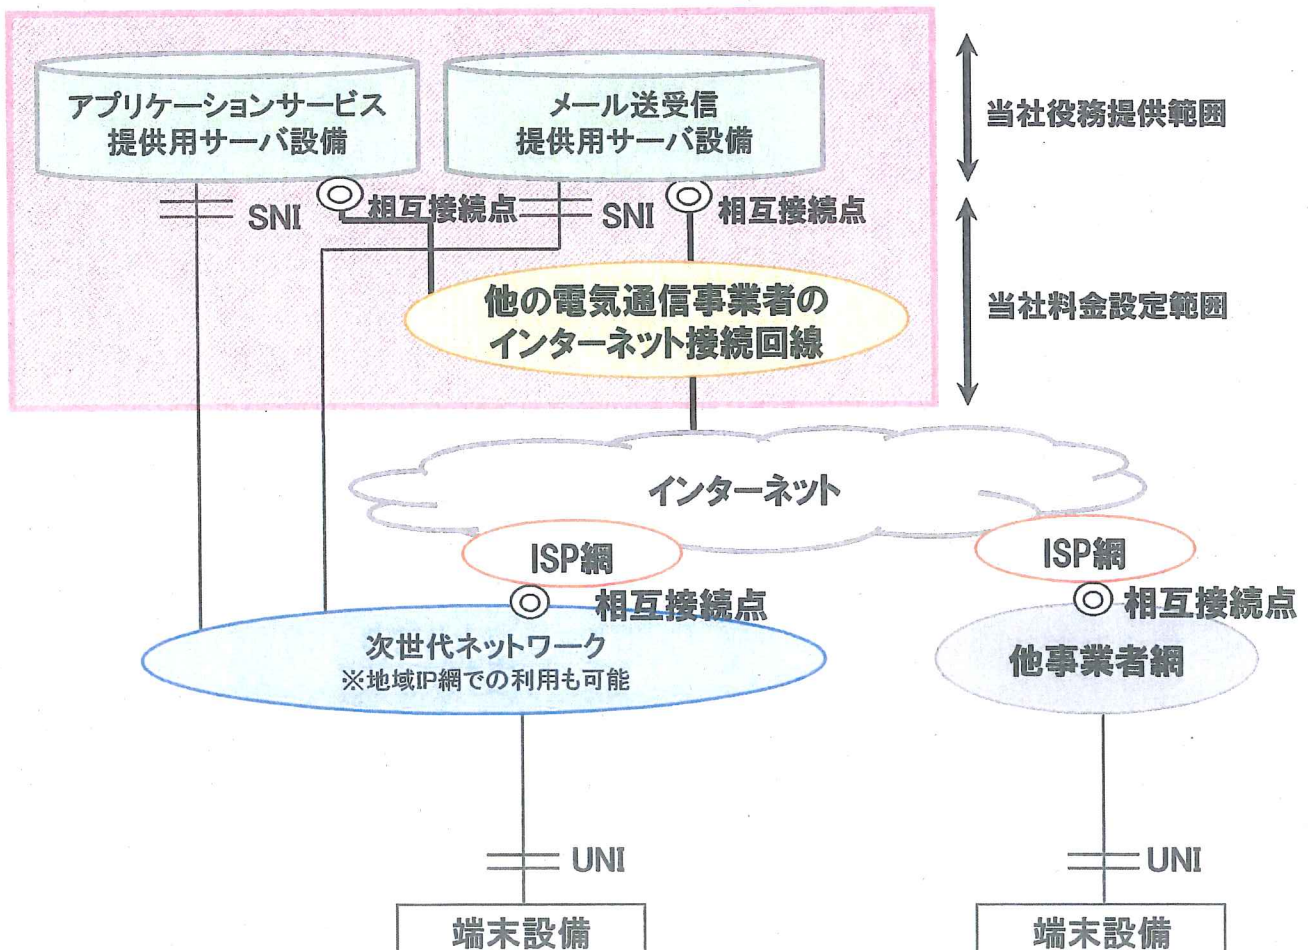 アプリケーションサービス
提供用サーバ設備
メール送受信
提供用サーバ設備
当社役務提供範囲
SNI
相互接続点
SNI
相互接続点
他の電気通信事業者の
インターネット接続回線
当社料金設定範囲
インターネット
ISP網
ISP網
相互接続点
相互接続点
次世代ネットワーク
※地域IP網での利用も可能
他事業者網
UNI
UNI
端末設備
端末設備